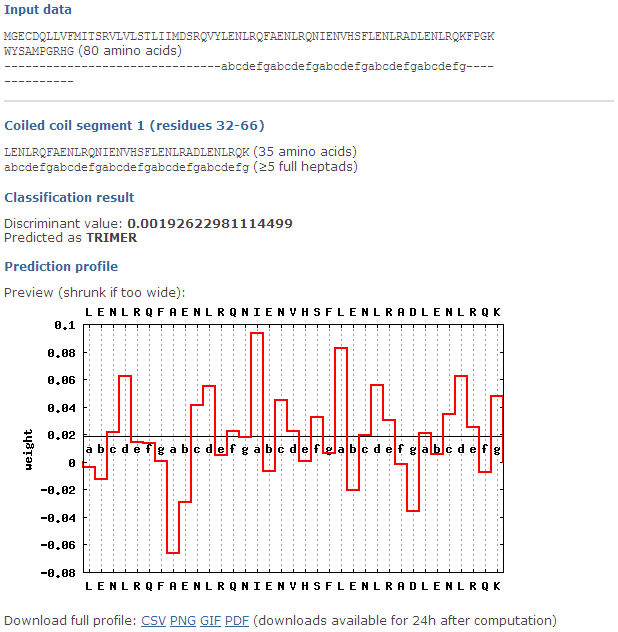 Input data
MGECDQLLVFMITSRVLVLSTLIIMDSRQVYLENLRQFAENLRQNIENVHSFLENLRADLENLRQKFPGK
WYSAMPGRHG (80 amino acids)
-------------------------------abcdefgabcdefgabcdefgabcdefgabcdefg----
----------
Coiled coil segment 1 (residues 32-66)
LENLRQFAENLRQNIENVHSFLENLRADLENLRQK (35 amino acids)
abcdefgabcdefgabcdefgabcdefgabcdefg (≥5 full heptads)
Classification result
Discriminant value: 0.00192622981114499
Predicted as TRIMER
Prediction profile
Preview (shrunk if too wide):
L E N L R Q F A E N L R Q N I E N V H S F L E N L R A D L E N L R Q K
0.1
0.08
0.06
0.04
0.02
0
-0.02
-0.04
-0.06
-0.08
weight
a b c d e f g a b c d e f g a b c d e f g a b c d e f g a b c d e f g
L E N L R Q F A E N L R Q N I E N V H S F L E N L R A D L E N L R Q K
Download full profile: CSV PNG GIF PDF (downloads available for 24h after computation)